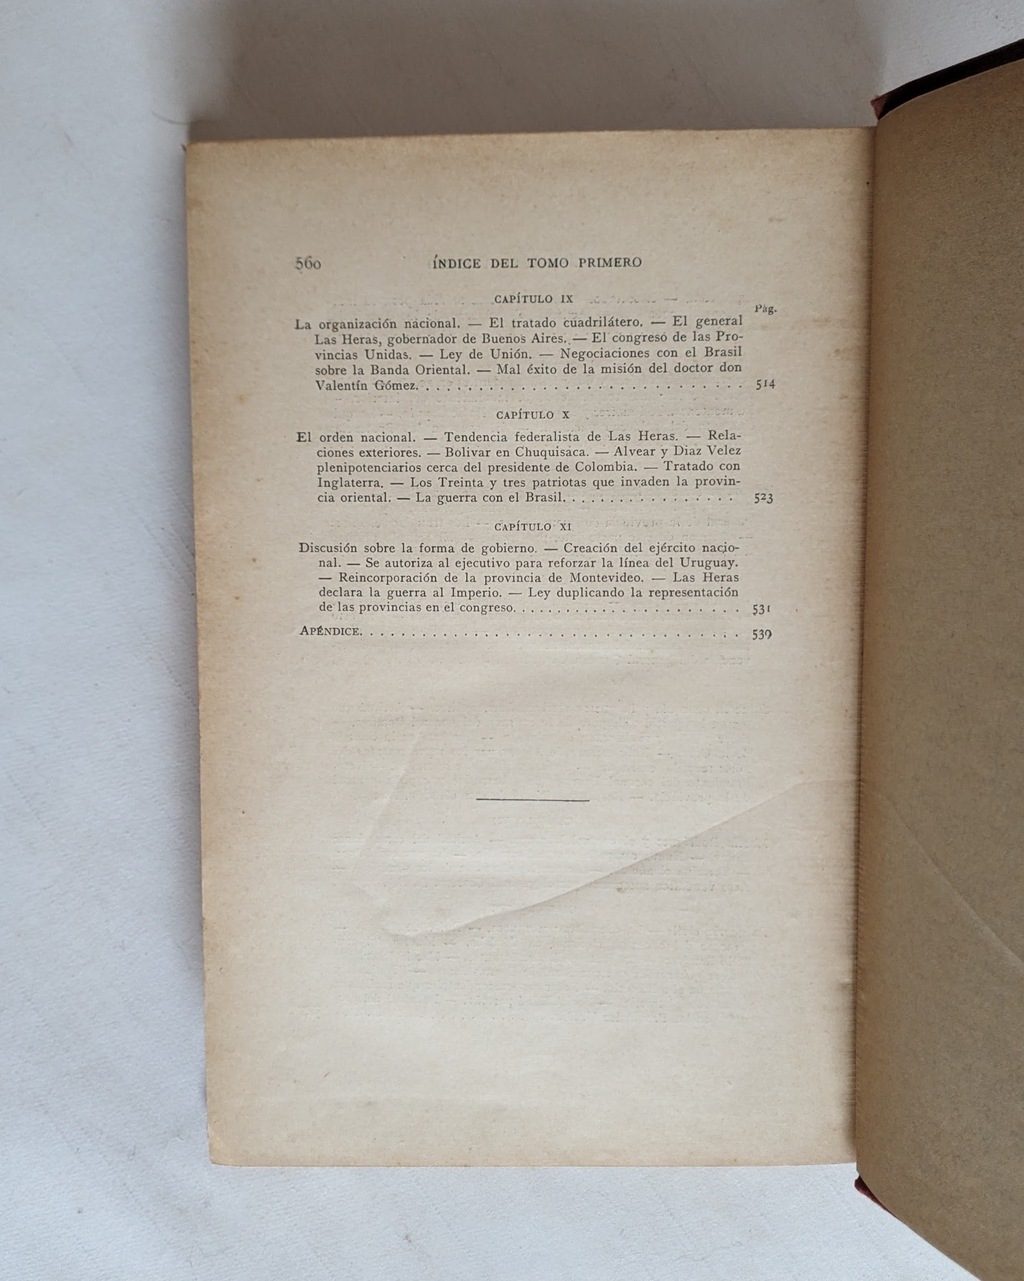 560 ÍNDICE DEL TOMO PRIMERO
CAPÍTULO IX
Pág.
La organización nacional. — El tratado cuadrilátero. — El general
Las Heras, gobernador de Buenos Aires. — El congreso de las Pro-
vincias Unidas. — Ley de Unión. — Negociaciones con el Brasil
sobre la Banda Oriental. — Mal éxito de la misión del doctor don
Valentín Gómez. . . . . . . . . . . . . . . . . . . . . . . . . . . . 514
CAPÍTULO X
El orden nacional. — Tendencia federalista de Las Heras. — Rela-
ciones exteriores. — Bolivar en Chuquisaca. — Alvear y Diaz Velez
plenipotenciarios cerca del presidente de Colombia. — Tratado con
Inglaterra. — Los Treinta y tres patriotas que invaden la provin-
cia oriental. — La guerra con el Brasil. . . . . . . . . . . . . . . 523
CAPÍTULO XI
Discusión sobre la forma de gobierno. — Creación del ejército nacio-
nal. — Se autoriza al ejecutivo para reforzar la línea del Uruguay.
— Reincorporación de la provincia de Montevideo. — Las Heras
declara la guerra al Imperio. — Ley duplicando la representación
de las provincias en el congreso. . . . . . . . . . . . . . . . . . . . . 531
APÉNDICE. . . . . . . . . . . . . . . . . . . . . . . . . . . . . . . . . . 539